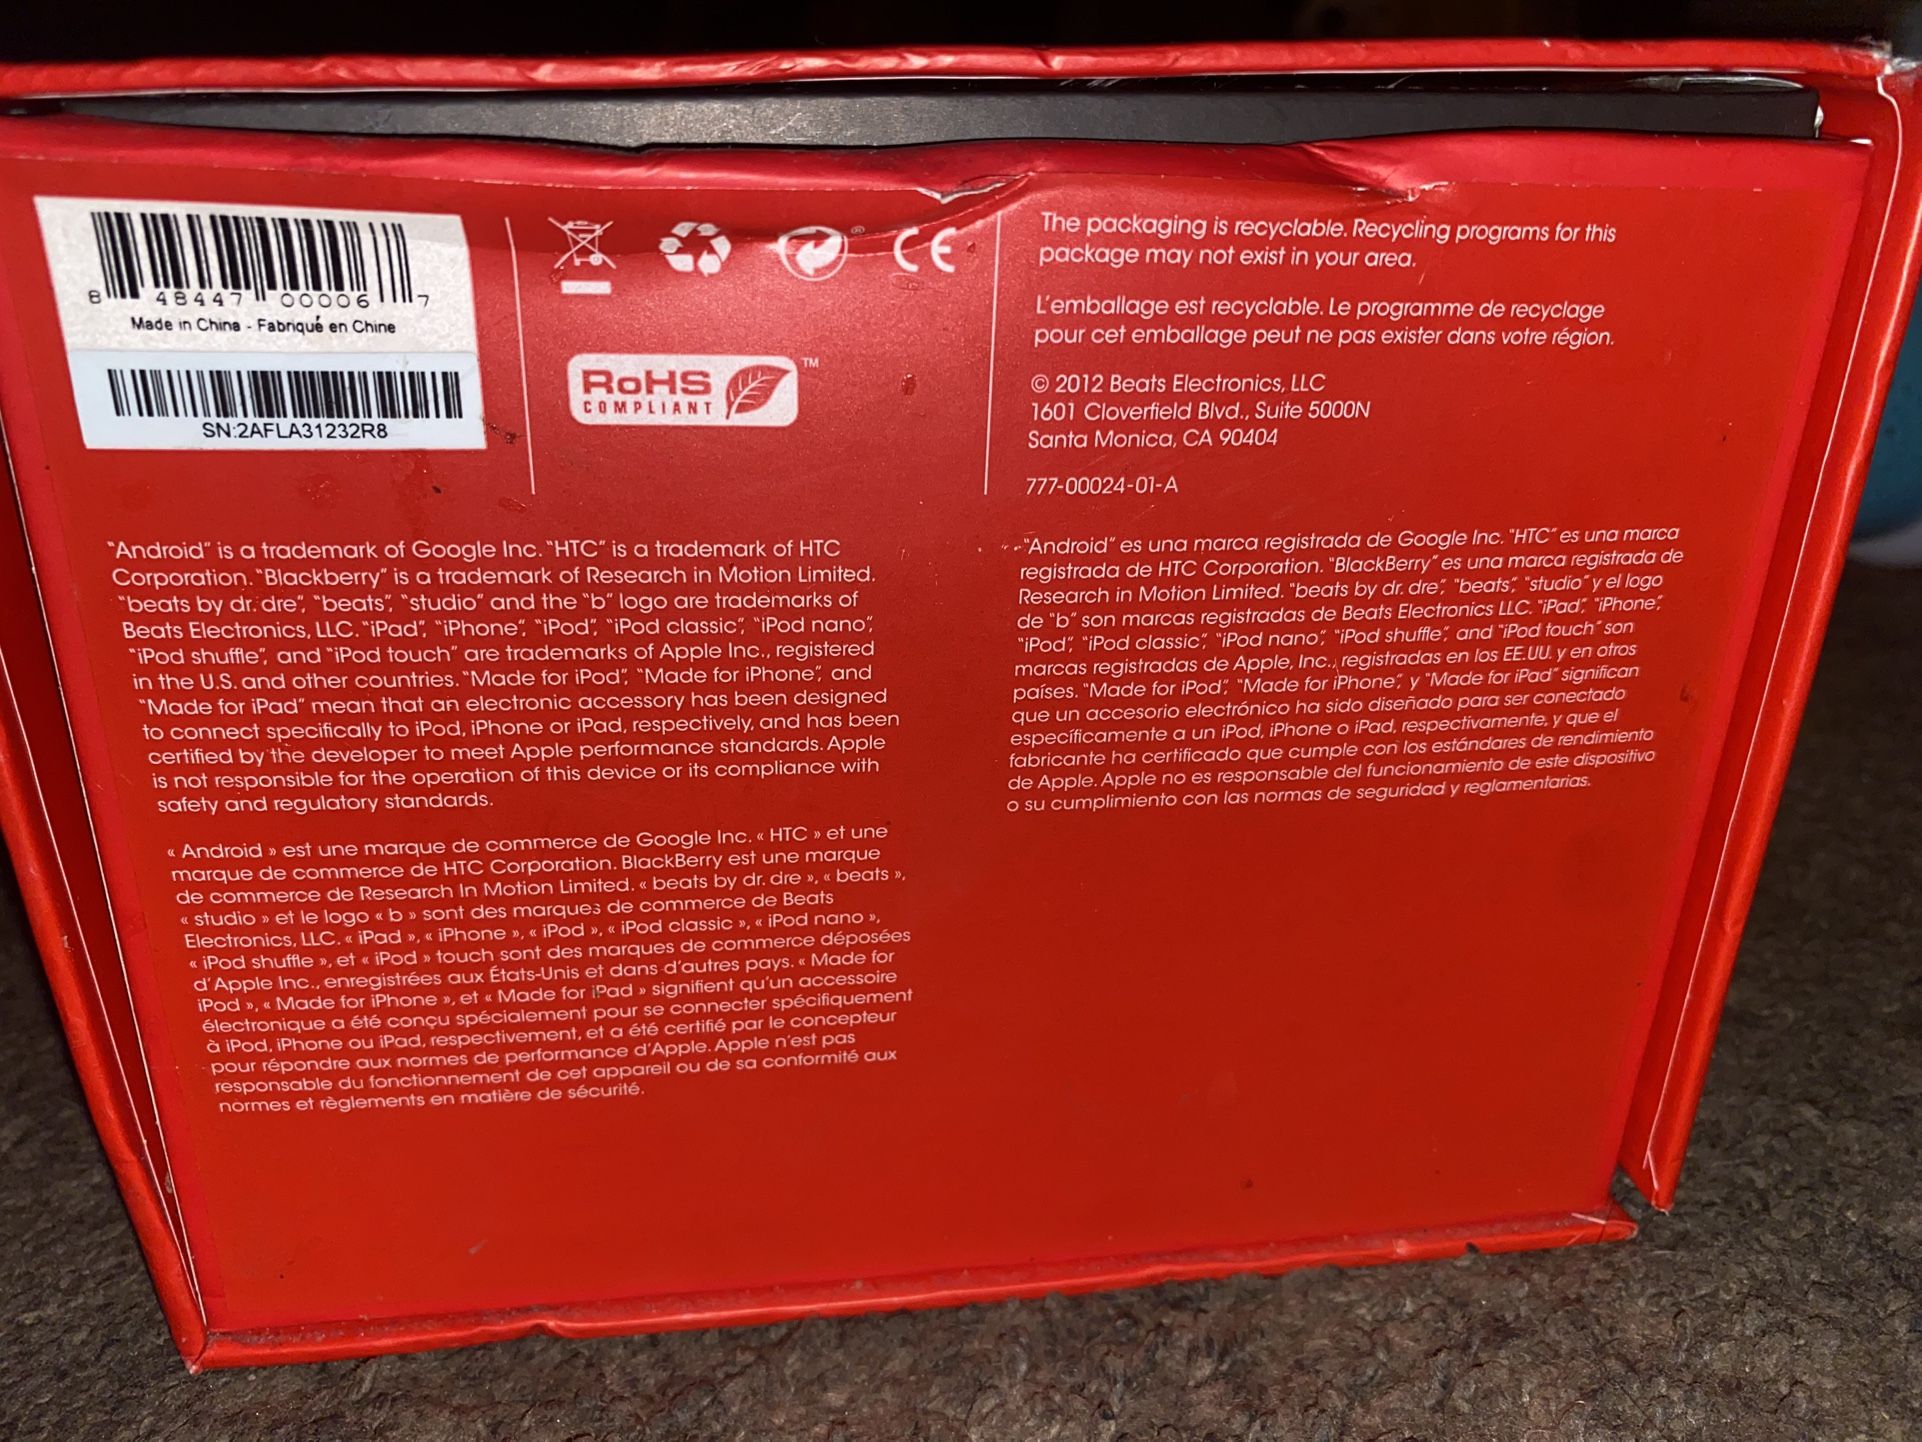 8 48447 00006 7
Made in China - Fabriqué en Chine
SN:2AFLA31232R8
®
CE
RoHS
COMPLIANT
™
The packaging is recyclable. Recycling programs for this
package may not exist in your area.
L'emballage est recyclable. Le programme de recyclage
pour cet emballage peut ne pas exister dans votre région.
© 2012 Beats Electronics, LLC
1601 Cloverfield Blvd., Suite 5000N
Santa Monica, CA 90404
777-00024-01-A
"Android" is a trademark of Google Inc. "HTC" is a trademark of HTC
Corporation. "Blackberry" is a trademark of Research in Motion Limited.
"beats by dr. dre", "beats", "studio" and the "b" logo are trademarks of
Beats Electronics, LLC. "iPad", "iPhone", "iPod", "iPod classic", "iPod nano",
"iPod shuffle", and "iPod touch" are trademarks of Apple Inc., registered
in the U.S. and other countries. "Made for iPod", "Made for iPhone", and
"Made for iPad" mean that an electronic accessory has been designed
to connect specifically to iPod, iPhone or iPad, respectively, and has been
certified by the developer to meet Apple performance standards. Apple
is not responsible for the operation of this device or its compliance with
safety and regulatory standards.
« Android » est une marque de commerce de Google Inc. « HTC » et une
marque de commerce de HTC Corporation. BlackBerry est une marque
de commerce de Research In Motion Limited. « beats by dr. dre », « beats »,
« studio » et le logo « b » sont des marques de commerce de Beats
Electronics, LLC. « iPad », « iPhone », « iPod », « iPod classic », « iPod nano »,
« iPod shuffle », et « iPod » touch sont des marques de commerce déposées
d'Apple Inc., enregistrées aux États-Unis et dans d'autres pays. « Made for
iPod », « Made for iPhone », et « Made for iPad » signifient qu'un accessoire
électronique a été conçu spécialement pour se connecter spécifiquement
à iPod, iPhone ou iPad, respectivement, et a été certifié par le concepteur
pour répondre aux normes de performance d'Apple. Apple n'est pas
responsable du fonctionnement de cet appareil ou de sa conformité aux
normes et règlements en matière de sécurité.
"Android" es una marca registrada de Google Inc. "HTC" es una marca
registrada de HTC Corporation. "BlackBerry" es una marca registrada de
Research in Motion Limited. "beats by dr. dre", "beats", "studio" y el logo
de "b" son marcas registradas de Beats Electronics LLC. "iPad", "iPhone",
"iPod", "iPod classic", "iPod nano", "iPod shuffle", and "iPod touch" son
marcas registradas de Apple, Inc., registradas en los EE.UU. y en otros
países. "Made for iPod", "Made for iPhone", y "Made for iPad" significan
que un accesorio electrónico ha sido diseñado para ser conectado
específicamente a un iPod, iPhone o iPad, respectivamente, y que el
fabricante ha certificado que cumple con los estándares de rendimiento
de Apple. Apple no es responsable del funcionamiento de este dispositivo
o su cumplimiento con las normas de seguridad y reglamentarias.